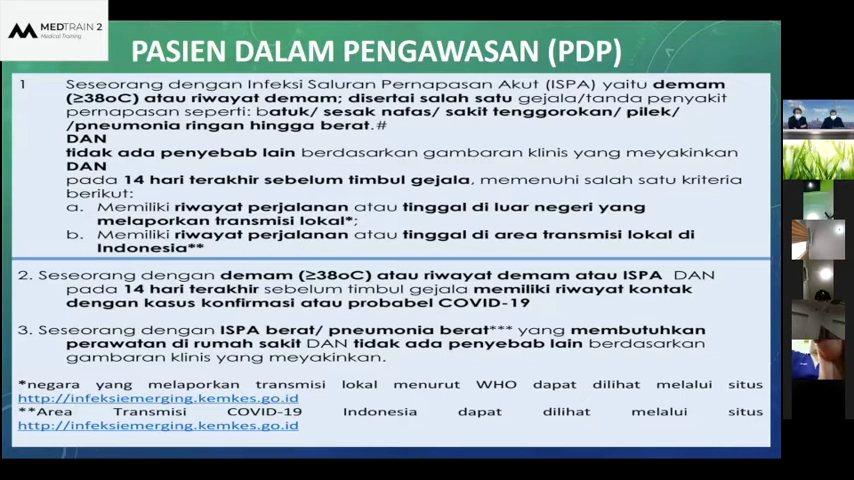 MEDTRAIN 2
Medical Training
PASIEN DALAM PENGAWASAN (PDP)
1 Seseorang dengan Infeksi Saluran Pernapasan Akut (ISPA) yaitu demam
(≥38oC) atau riwayat demam; disertai salah satu gejala/tanda penyakit
pernapasan seperti: batuk/ sesak nafas/ sakit tenggorokan/ pilek/
/pneumonia ringan hingga berat.#
DAN
tidak ada penyebab lain berdasarkan gambaran klinis yang meyakinkan
DAN
pada 14 hari terakhir sebelum timbul gejala, memenuhi salah satu kriteria
berikut:
a. Memiliki riwayat perjalanan atau tinggal di luar negeri yang
melaporkan transmisi lokal*;
b. Memiliki riwayat perjalanan atau tinggal di area transmisi lokal di
Indonesia**
2. Seseorang dengan demam (≥38oC) atau riwayat demam atau ISPA DAN
pada 14 hari terakhir sebelum timbul gejala memiliki riwayat kontak
dengan kasus konfirmasi atau probabel COVID-19
3. Seseorang dengan ISPA berat/ pneumonia berat*** yang membutuhkan
perawatan di rumah sakit DAN tidak ada penyebab lain berdasarkan
gambaran klinis yang meyakinkan.
*negara yang melaporkan transmisi lokal menurut WHO dapat dilihat melalui situs
http://infeksiemerging.kemkes.go.id
**Area Transmisi COVID-19 Indonesia dapat dilihat melalui situs
http://infeksiemerging.kemkes.go.id